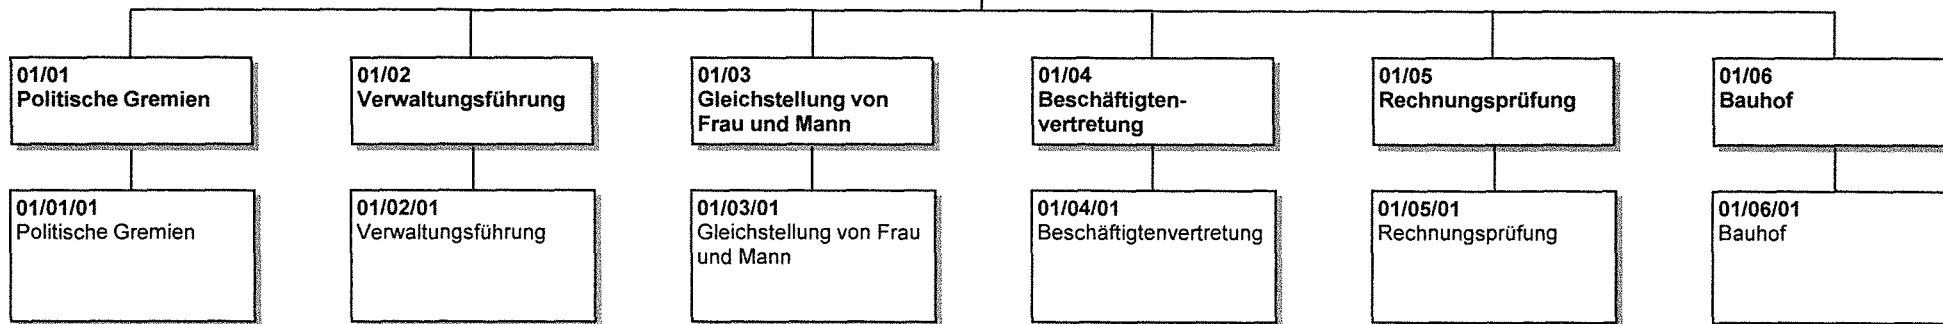 01/01
Politische Gremien
01/02
Verwaltungsführung
01/03
Gleichstellung von
Frau und Mann
01/04
Beschäftigten-
vertretung
01/05
Rechnungsprüfung
01/06
Bauhof
01/01/01
Politische Gremien
01/02/01
Verwaltungsführung
01/03/01
Gleichstellung von Frau
und Mann
01/04/01
Beschäftigtenvertretung
01/05/01
Rechnungsprüfung
01/06/01
Bauhof